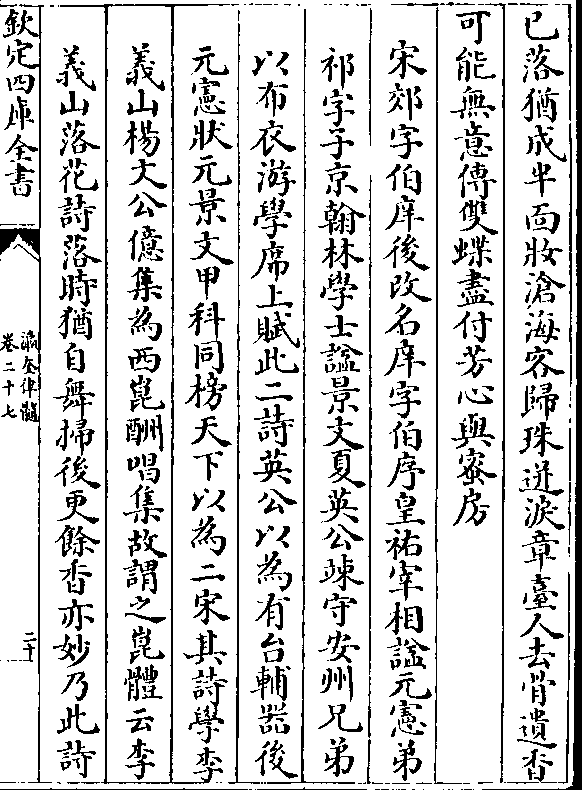 已落猶成半面妝滄海客歸珠迸淚章臺人去骨遺香
可能無意傳雙蝶盡付芳心與蜜房
宋郊字伯庠後改名庠字伯序皇祐宰相諡元憲弟
祁字子京翰林學士諡景文夏英公竦守安州兄弟
以布衣游學席上賦此二詩英公以為有台輔器後
元憲狀元景文甲科同榜天下以為二宋其詩學李
義山楊文公億集為西崑酬唱集故謂之崑體云李
義山落花詩落時猶自舞掃後更餘香亦妙乃此詩
欽定四庫全書
瀛奎律髓
卷二十七
二十